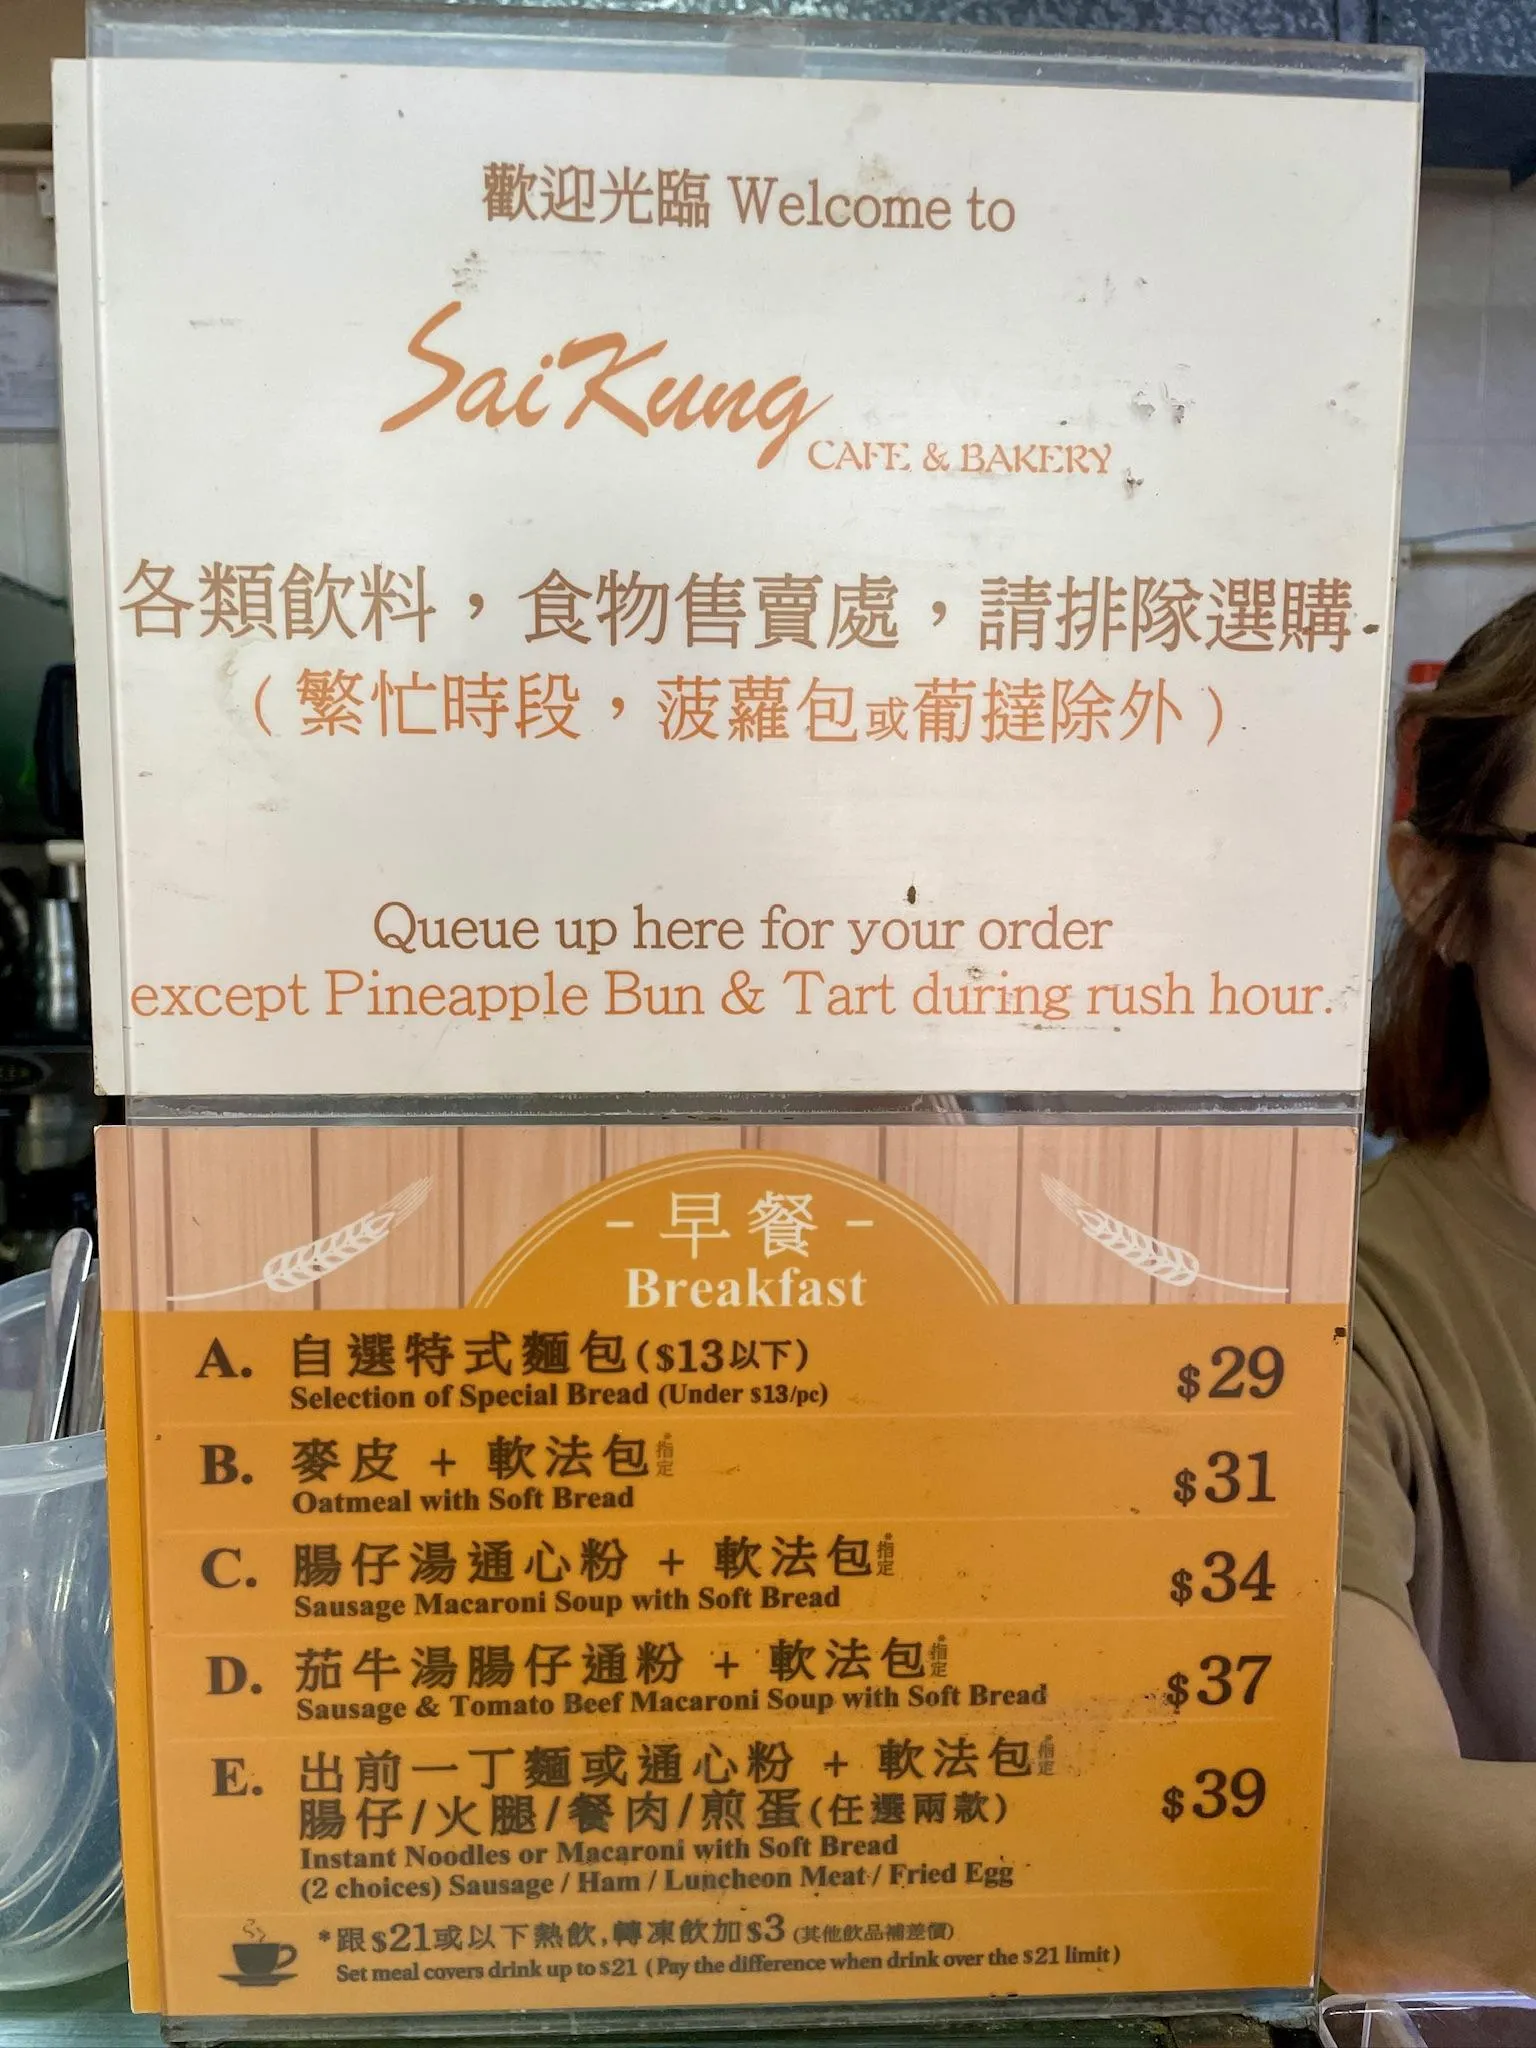 歡迎光臨 Welcome to
Sai Kung
CAFE & BAKERY
各類飲料，食物售賣處，請排隊選購
（繁忙時段，菠蘿包或葡撻除外）
Queue up here for your order
except Pineapple Bun & Tart during rush hour.
- 早餐 -
Breakfast
A. 自選特式麵包($13以下) $29
Selection of Special Bread (Under $13/pc)
B. 麥皮 + 軟法包*指定 $31
Oatmeal with Soft Bread
C. 腸仔湯通心粉 + 軟法包*指定 $34
Sausage Macaroni Soup with Soft Bread
D. 茄牛湯腸仔通粉 + 軟法包*指定 $37
Sausage & Tomato Beef Macaroni Soup with Soft Bread
E. 出前一丁麵或通心粉 + 軟法包*指定 $39
腸仔/火腿/餐肉/煎蛋(任選兩款)
Instant Noodles or Macaroni with Soft Bread
(2 choices) Sausage / Ham / Luncheon Meat / Fried Egg
*跟$21或以下熱飲,轉凍飲加$3 (其他飲品補差價)
Set meal covers drink up to $21 (Pay the difference when drink over the $21 limit)